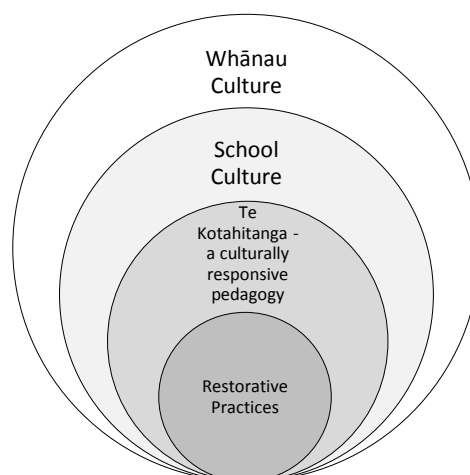 Whānau
Culture
School
Culture
Te
Kotahitanga -
a culturally
responsive
pedagogy
Restorative
Practices